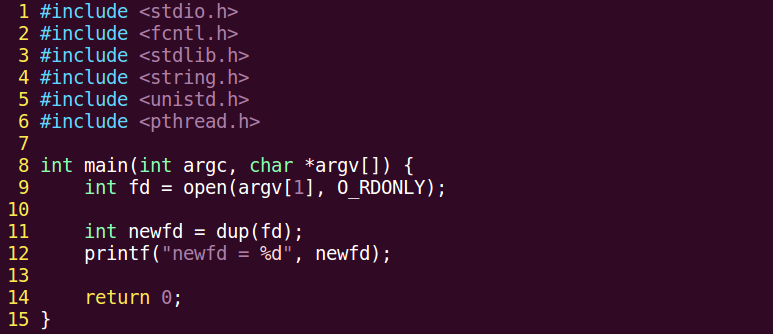 1 #include <stdio.h>
2 #include <fcntl.h>
3 #include <stdlib.h>
4 #include <string.h>
5 #include <unistd.h>
6 #include <pthread.h>
7
8 int main(int argc, char *argv[]) {
9     int fd = open(argv[1], O_RDONLY);
10
11     int newfd = dup(fd);
12     printf("newfd = %d", newfd);
13
14     return 0;
15 }